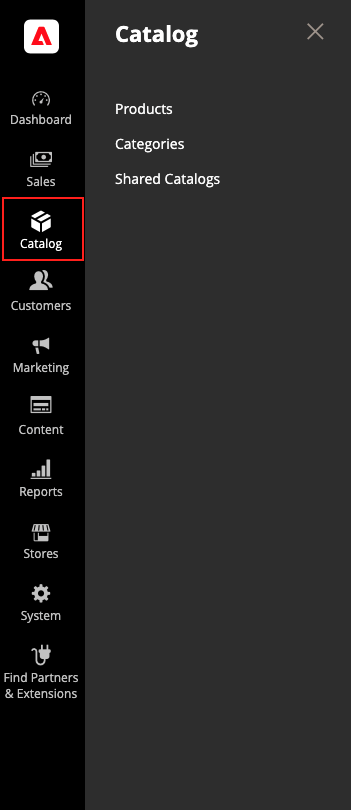 Dashboard
Sales
Catalog
Customers
Marketing
Content
Reports
Stores
System
Find Partners
& Extensions
Catalog
Products
Categories
Shared Catalogs